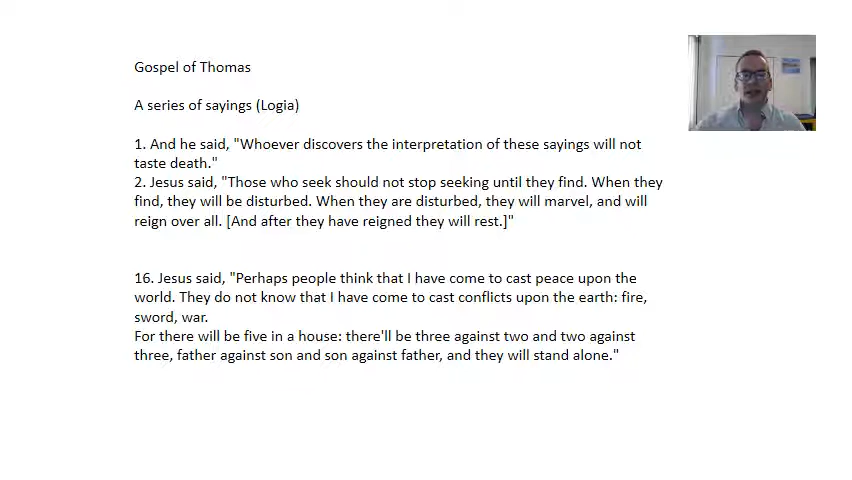 Gospel of Thomas
A series of sayings (Logia)
1. And he said, "Whoever discovers the interpretation of these sayings will not
taste death."
2. Jesus said, "Those who seek should not stop seeking until they find. When they
find, they will be disturbed. When they are disturbed, they will marvel, and will
reign over all. [And after they have reigned they will rest.]"
16. Jesus said, "Perhaps people think that I have come to cast peace upon the
world. They do not know that I have come to cast conflicts upon the earth: fire,
sword, war.
For there will be five in a house: there'll be three against two and two against
three, father against son and son against father, and they will stand alone."